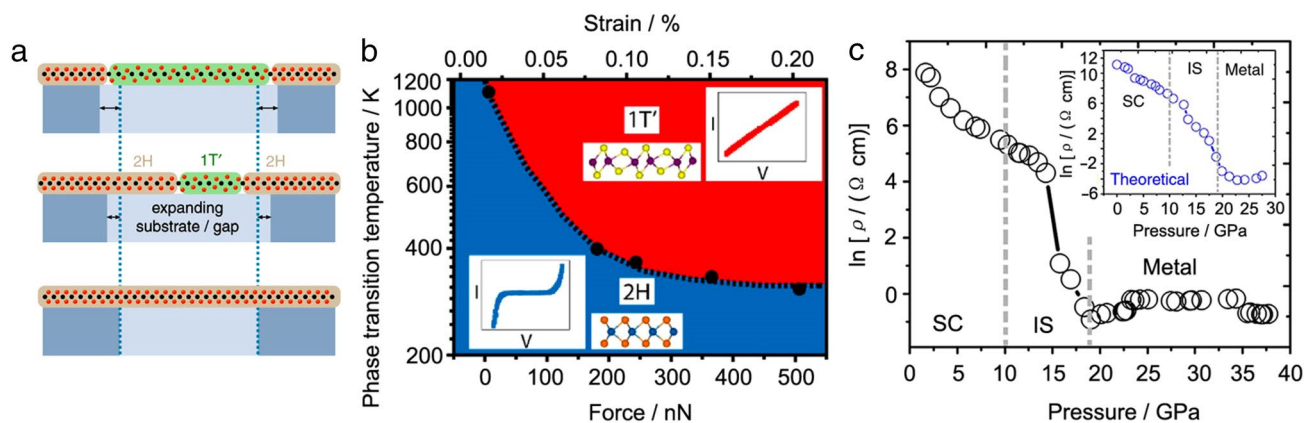 a
2H
1T′
2H
expanding
substrate / gap
b
Strain / %
0.00
0.05
0.10
0.15
0.20
Phase transition temperature / K
1200
1000
800
600
400
200
1T′
I
V
I
V
2H
0
100
200
300
400
500
Force / nN
c
ln [ ρ / (Ω cm)]
8
6
4
2
0
SC
IS
Metal
0
5
10
15
20
25
30
35
40
Pressure / GPa
ln [ ρ / (Ω cm)]
12
10
6
2
−2
−6
SC
IS
Metal
Theoretical
0
5
10
15
20
25
30
Pressure / GPa